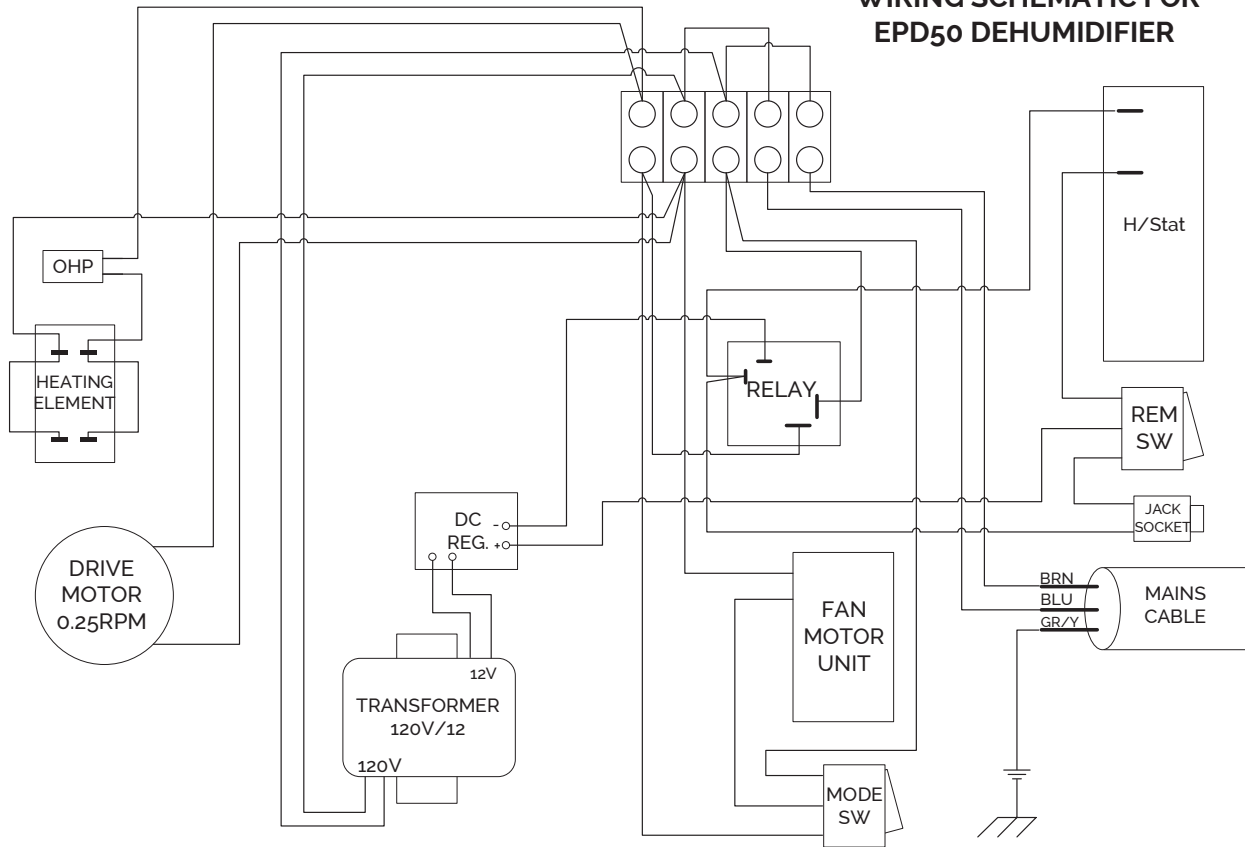 WIRING SCHEMATIC FOR
EPD50 DEHUMIDIFIER
H/Stat
OHP
HEATING
ELEMENT
RELAY
REM
SW
JACK
SOCKET
DC -
REG. +
DRIVE
MOTOR
0.25RPM
BRN
BLU
GR/Y
MAINS
CABLE
FAN
MOTOR
UNIT
12V
TRANSFORMER
120V/12
120V
MODE
SW